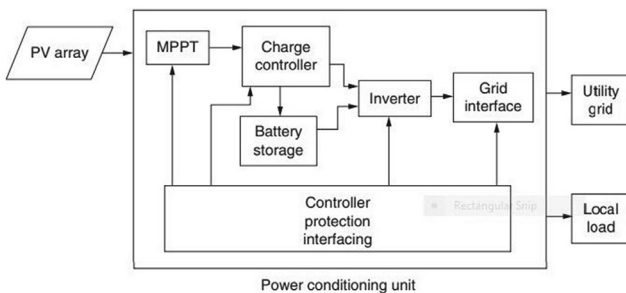 PV array
MPPT
Charge
controller
Battery
storage
Inverter
Grid
interface
Utility
grid
Controller
protection
interfacing
Rectangular Snip
Local
load
Power conditioning unit